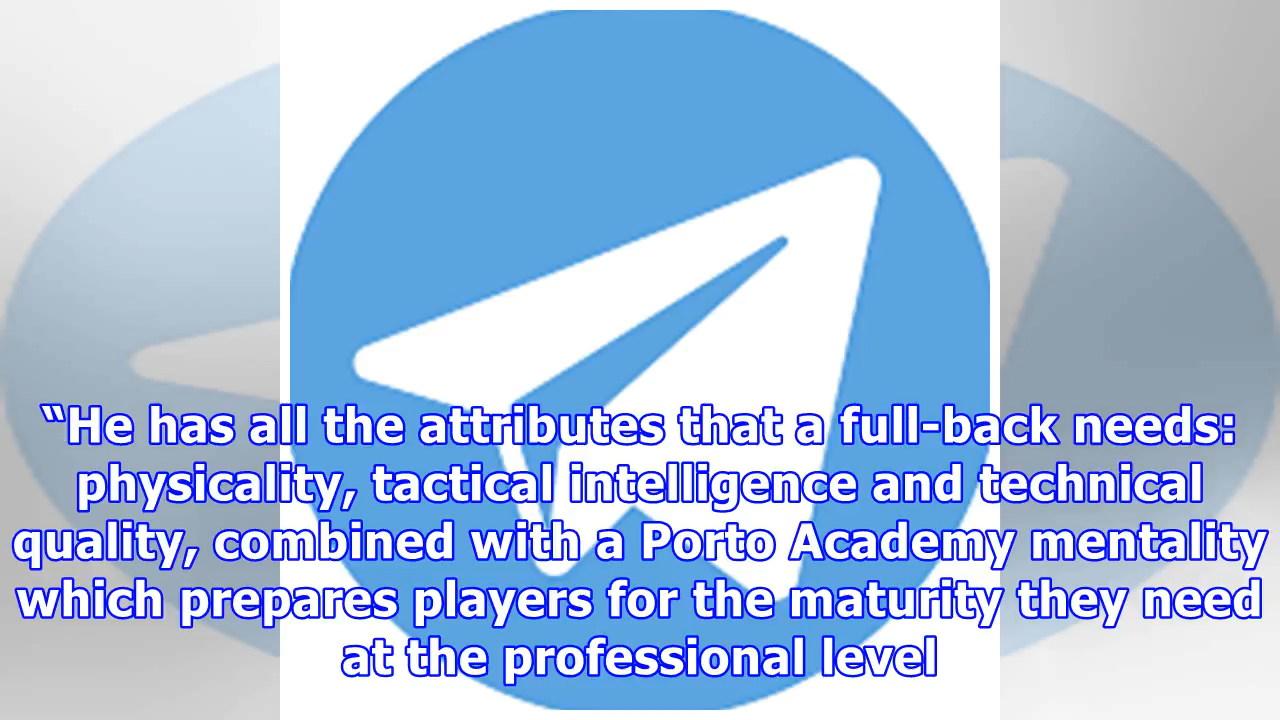 “He has all the attributes that a full-back needs:
physicality, tactical intelligence and technical
quality, combined with a Porto Academy mentality
which prepares players for the maturity they need
at the professional level